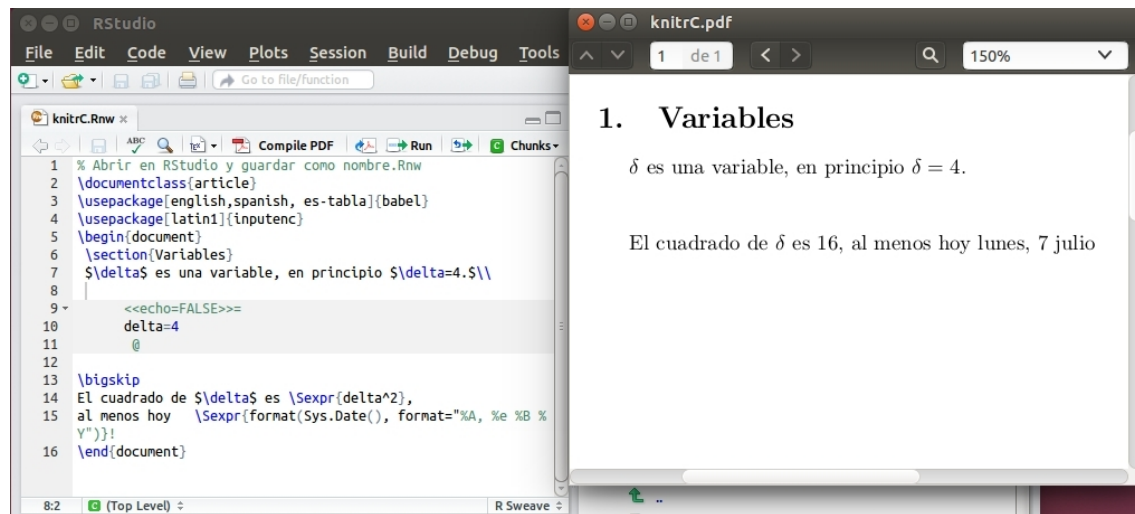 RStudio
File Edit Code View Plots Session Build Debug Tools
Go to file/function
knitrC.Rnw
ABC Compile PDF Run Chunks
1 % Abrir en RStudio y guardar como nombre.Rnw
2 \documentclass{article}
3 \usepackage[english,spanish, es-tabla]{babel}
4 \usepackage[latin1]{inputenc}
5 \begin{document}
6 \section{Variables}
7 $\delta$ es una variable, en principio $\delta=4.$\\
8
9 <<echo=FALSE>>=
10 delta=4
11 @
12
13 \bigskip
14 El cuadrado de $\delta$ es \Sexpr{delta^2},
15 al menos hoy \Sexpr{format(Sys.Date(), format="%A, %e %B %
Y")}!
16 \end{document}
8:2 (Top Level) R Sweave
knitrC.pdf
1 de 1 150%
1. Variables
δ es una variable, en principio δ = 4.
El cuadrado de δ es 16, al menos hoy lunes, 7 julio
..